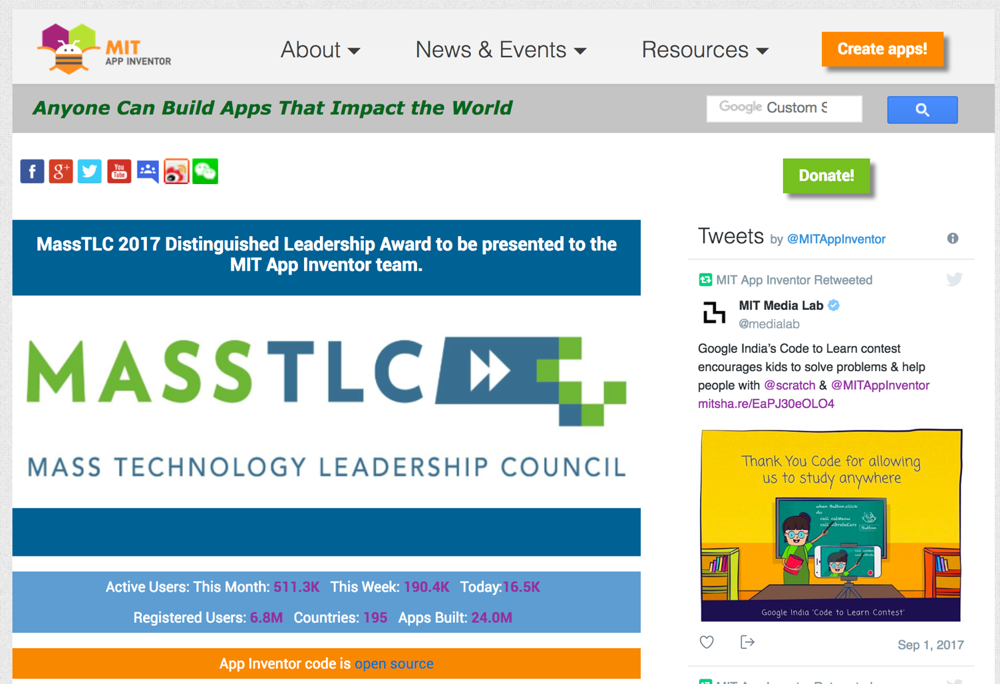 MIT
APP INVENTOR
About
News & Events
Resources
Create apps!
Anyone Can Build Apps That Impact the World
Google Custom S
f
g+
You
Tube
Donate!
MassTLC 2017 Distinguished Leadership Award to be presented to the
MIT App Inventor team.
MASSTLC
MASS TECHNOLOGY LEADERSHIP COUNCIL
Active Users: This Month: 511.3K This Week: 190.4K Today:16.5K
Registered Users: 6.8M Countries: 195 Apps Built: 24.0M
App Inventor code is open source
Tweets by @MITAppInventor
MIT App Inventor Retweeted
MIT Media Lab
@medialab
Google India’s Code to Learn contest
encourages kids to solve problems & help
people with @scratch & @MITAppInventor
mitsha.re/EaPJ30eOLO4
Thank You Code for allowing
us to study anywhere
when Button.click
do
call catMeow
call
Button
Google India 'Code to Learn Contest'
Sep 1, 2017